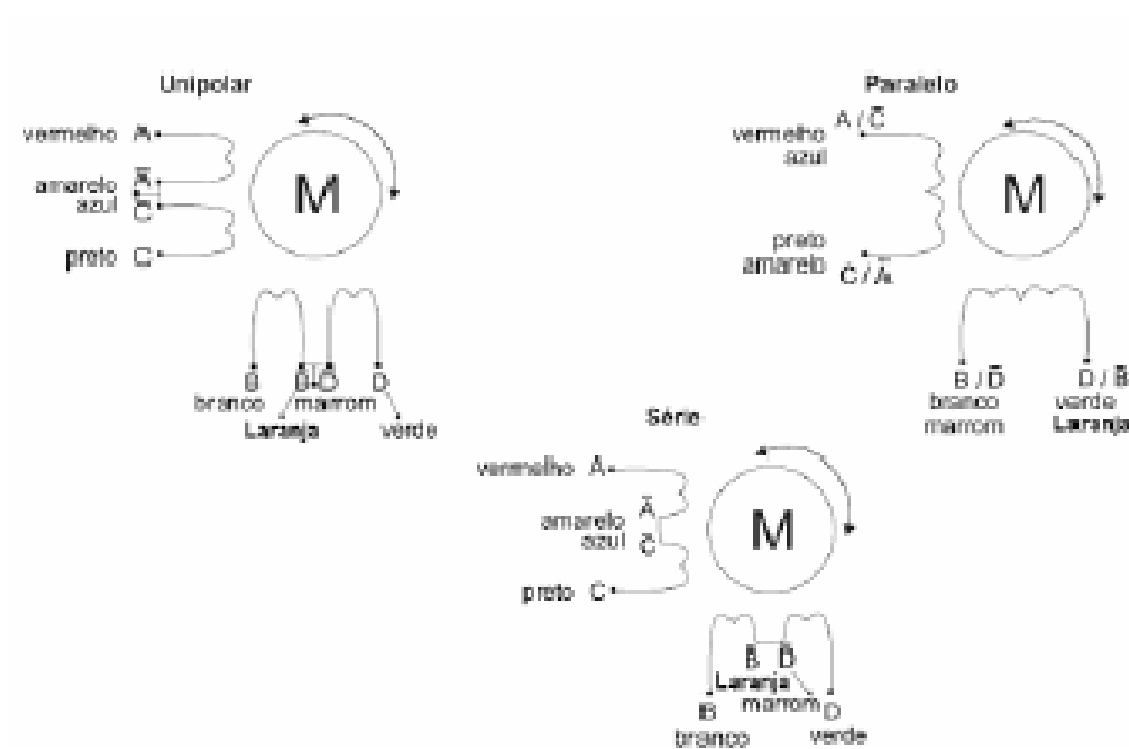 Unipolar
vermelho A
amarelo A̅
azul C̅
preto C
M
B B̅ D̅ D
branco marrom
Laranja verde
Paralelo
A / C̅
vermelho
azul
preto
amarelo
C / A̅
M
B / D̅ D / B̅
branco verde
marrom Laranja
Série
vermelho A
amarelo A̅
azul C̅
preto C
M
B̅ D̅
Laranja
marrom
B D
branco verde